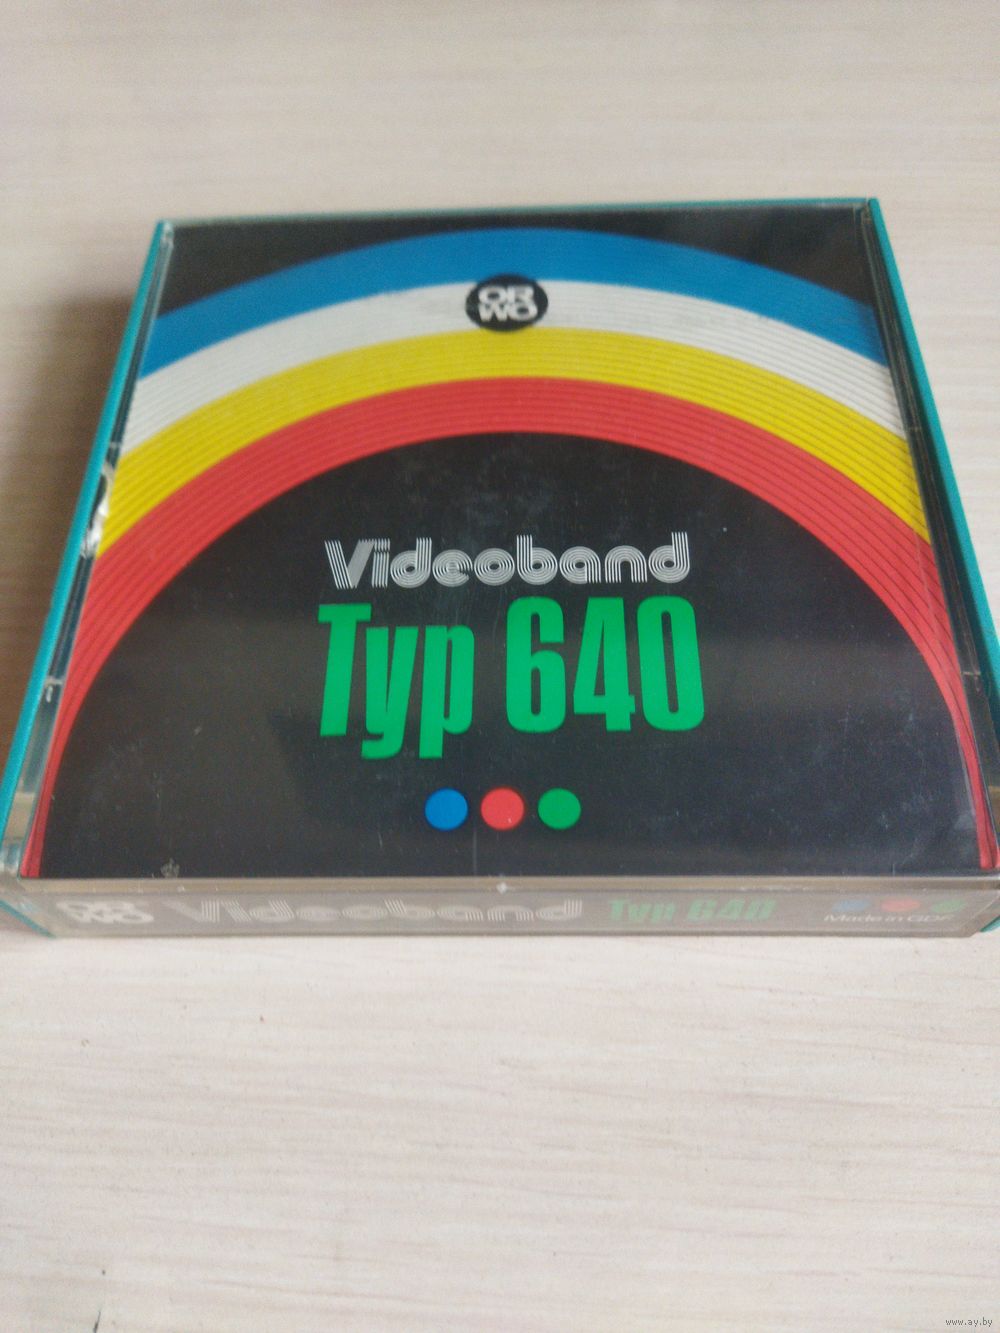 OR
WO
Videoband
Typ 640
OR
WO Videoband Typ 640
Made in GDR
www.ay.by